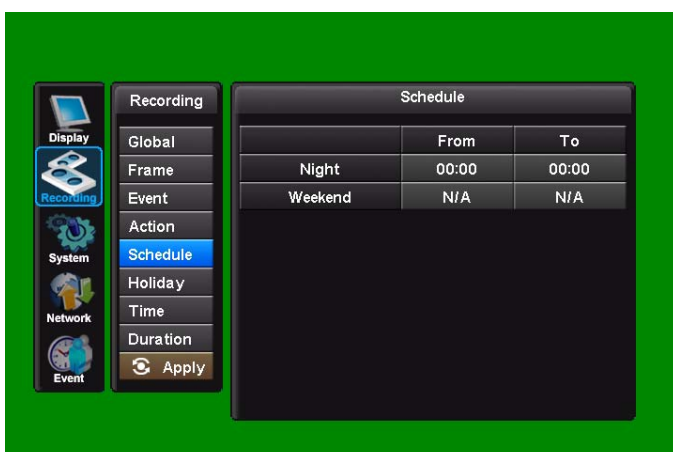 Display
Recording
System
Network
Event
Recording
Global
Frame
Event
Action
Schedule
Holiday
Time
Duration
Apply
Schedule
From To
Night 00:00 00:00
Weekend N/A N/A